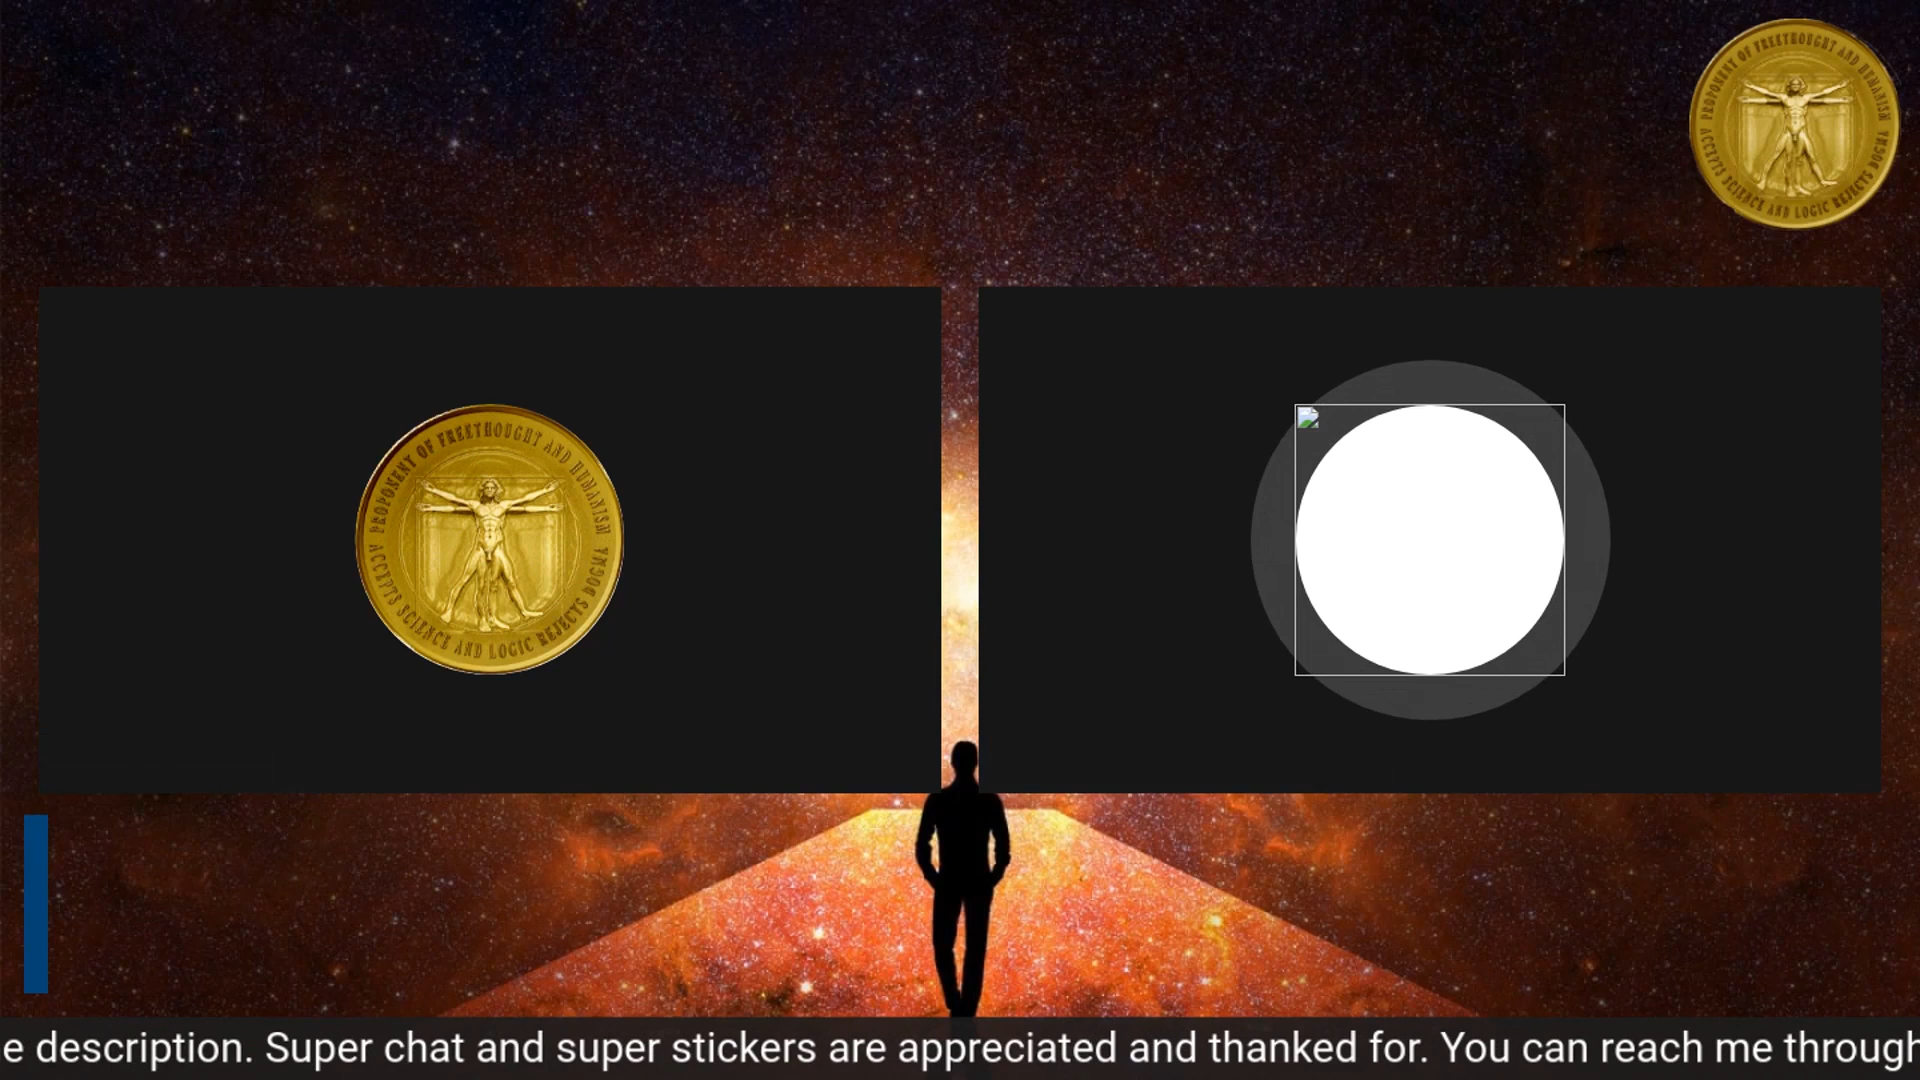 PROPONENT OF FREETHOUGHT AND HUMANISM
ACCEPTS SCIENCE AND LOGIC REJECTS DOGMA
PROPONENT OF FREETHOUGHT AND HUMANISM
ACCEPTS SCIENCE AND LOGIC REJECTS DOGMA
e description. Super chat and super stickers are appreciated and thanked for. You can reach me through